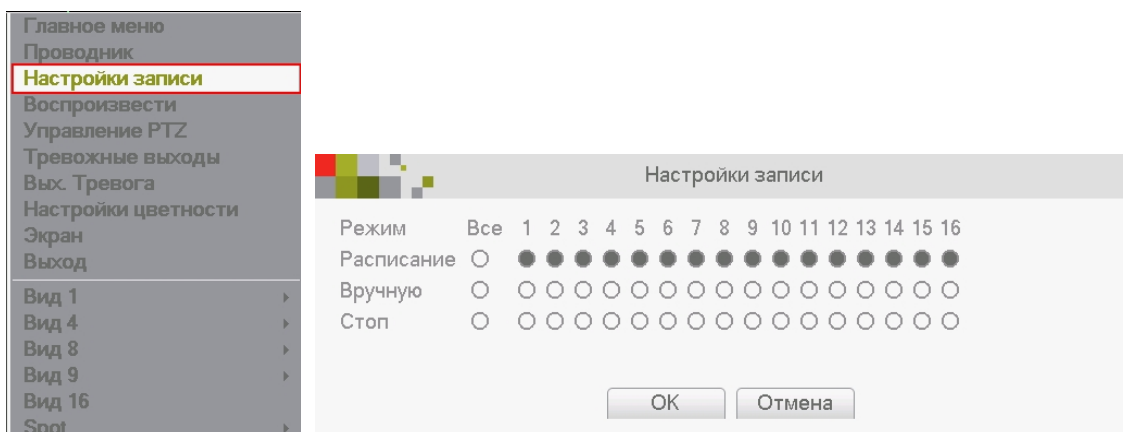 Главное меню
Проводник
Настройки записи
Воспроизвести
Управление PTZ
Тревожные выходы
Вых. Тревога
Настройки цветности
Экран
Выход
Вид 1
Вид 4
Вид 8
Вид 9
Вид 16
Spot
Настройки записи
Режим Все 1 2 3 4 5 6 7 8 9 10 11 12 13 14 15 16
Расписание
Вручную
Стоп
OK Отмена